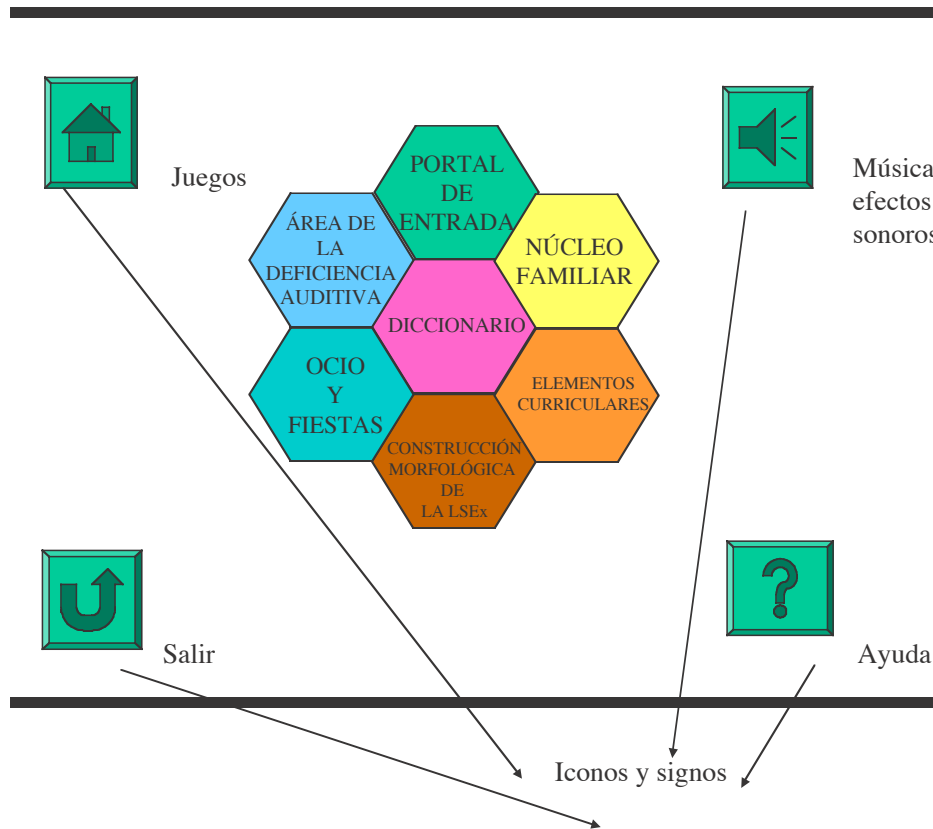 Juegos
Música
efectos
sonoros
PORTAL
DE
ENTRADA
ÁREA DE
LA
DEFICIENCIA
AUDITIVA
NÚCLEO
FAMILIAR
DICCIONARIO
OCIO
Y
FIESTAS
ELEMENTOS
CURRICULARES
CONSTRUCCIÓN
MORFOLÓGICA
DE
LA LSEx
?
Salir
Ayuda
Iconos y signos